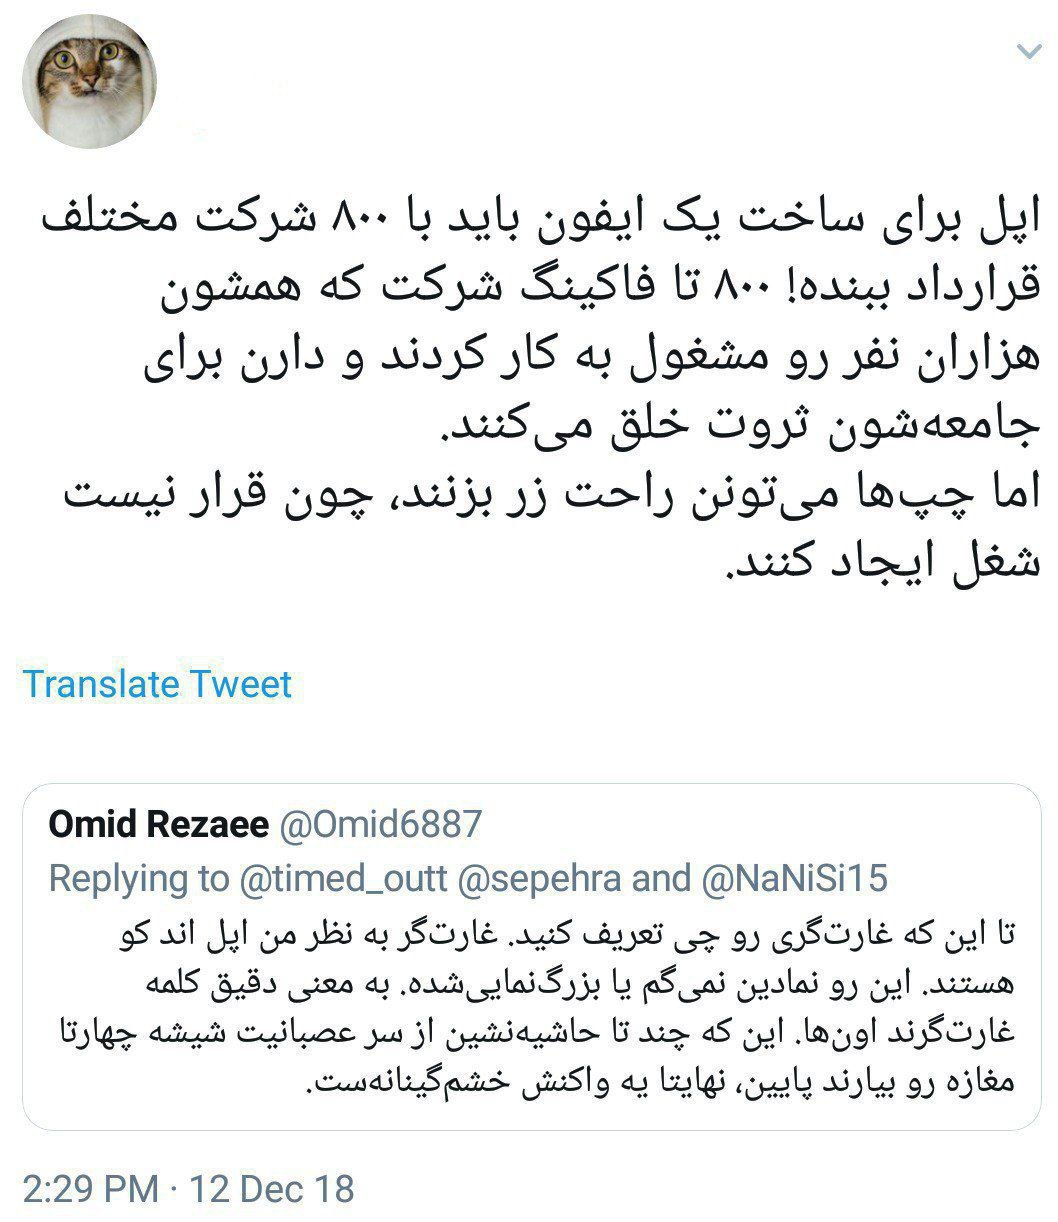 اپل برای ساخت یک ایفون باید با ۸۰۰ شرکت مختلف
قرارداد ببنده! ۸۰۰ تا فاکینگ شرکت که همشون
هزاران نفر رو مشغول به کار کردند و دارن برای
جامعه‌شون ثروت خلق می‌کنند.
اما چپ‌ها می‌تونن راحت زر بزنند، چون قرار نیست
شغل ایجاد کنند.
Translate Tweet
Omid Rezaee @Omid6887
Replying to @timed_outt @sepehra and @NaNiSi15
تا این که غارت‌گری رو چی تعریف کنید. غارت‌گر به نظر من اپل اند کو
هستند. این رو نمادین نمی‌گم یا بزرگ‌نمایی‌شده. به معنی دقیق کلمه
غارت‌گرند اون‌ها. این که چند تا حاشیه‌نشین از سر عصبانیت شیشه چهارتا
مغازه رو بیارند پایین، نهایتا یه واکنش خشم‌گینانه‌ست.
2:29 PM · 12 Dec 18